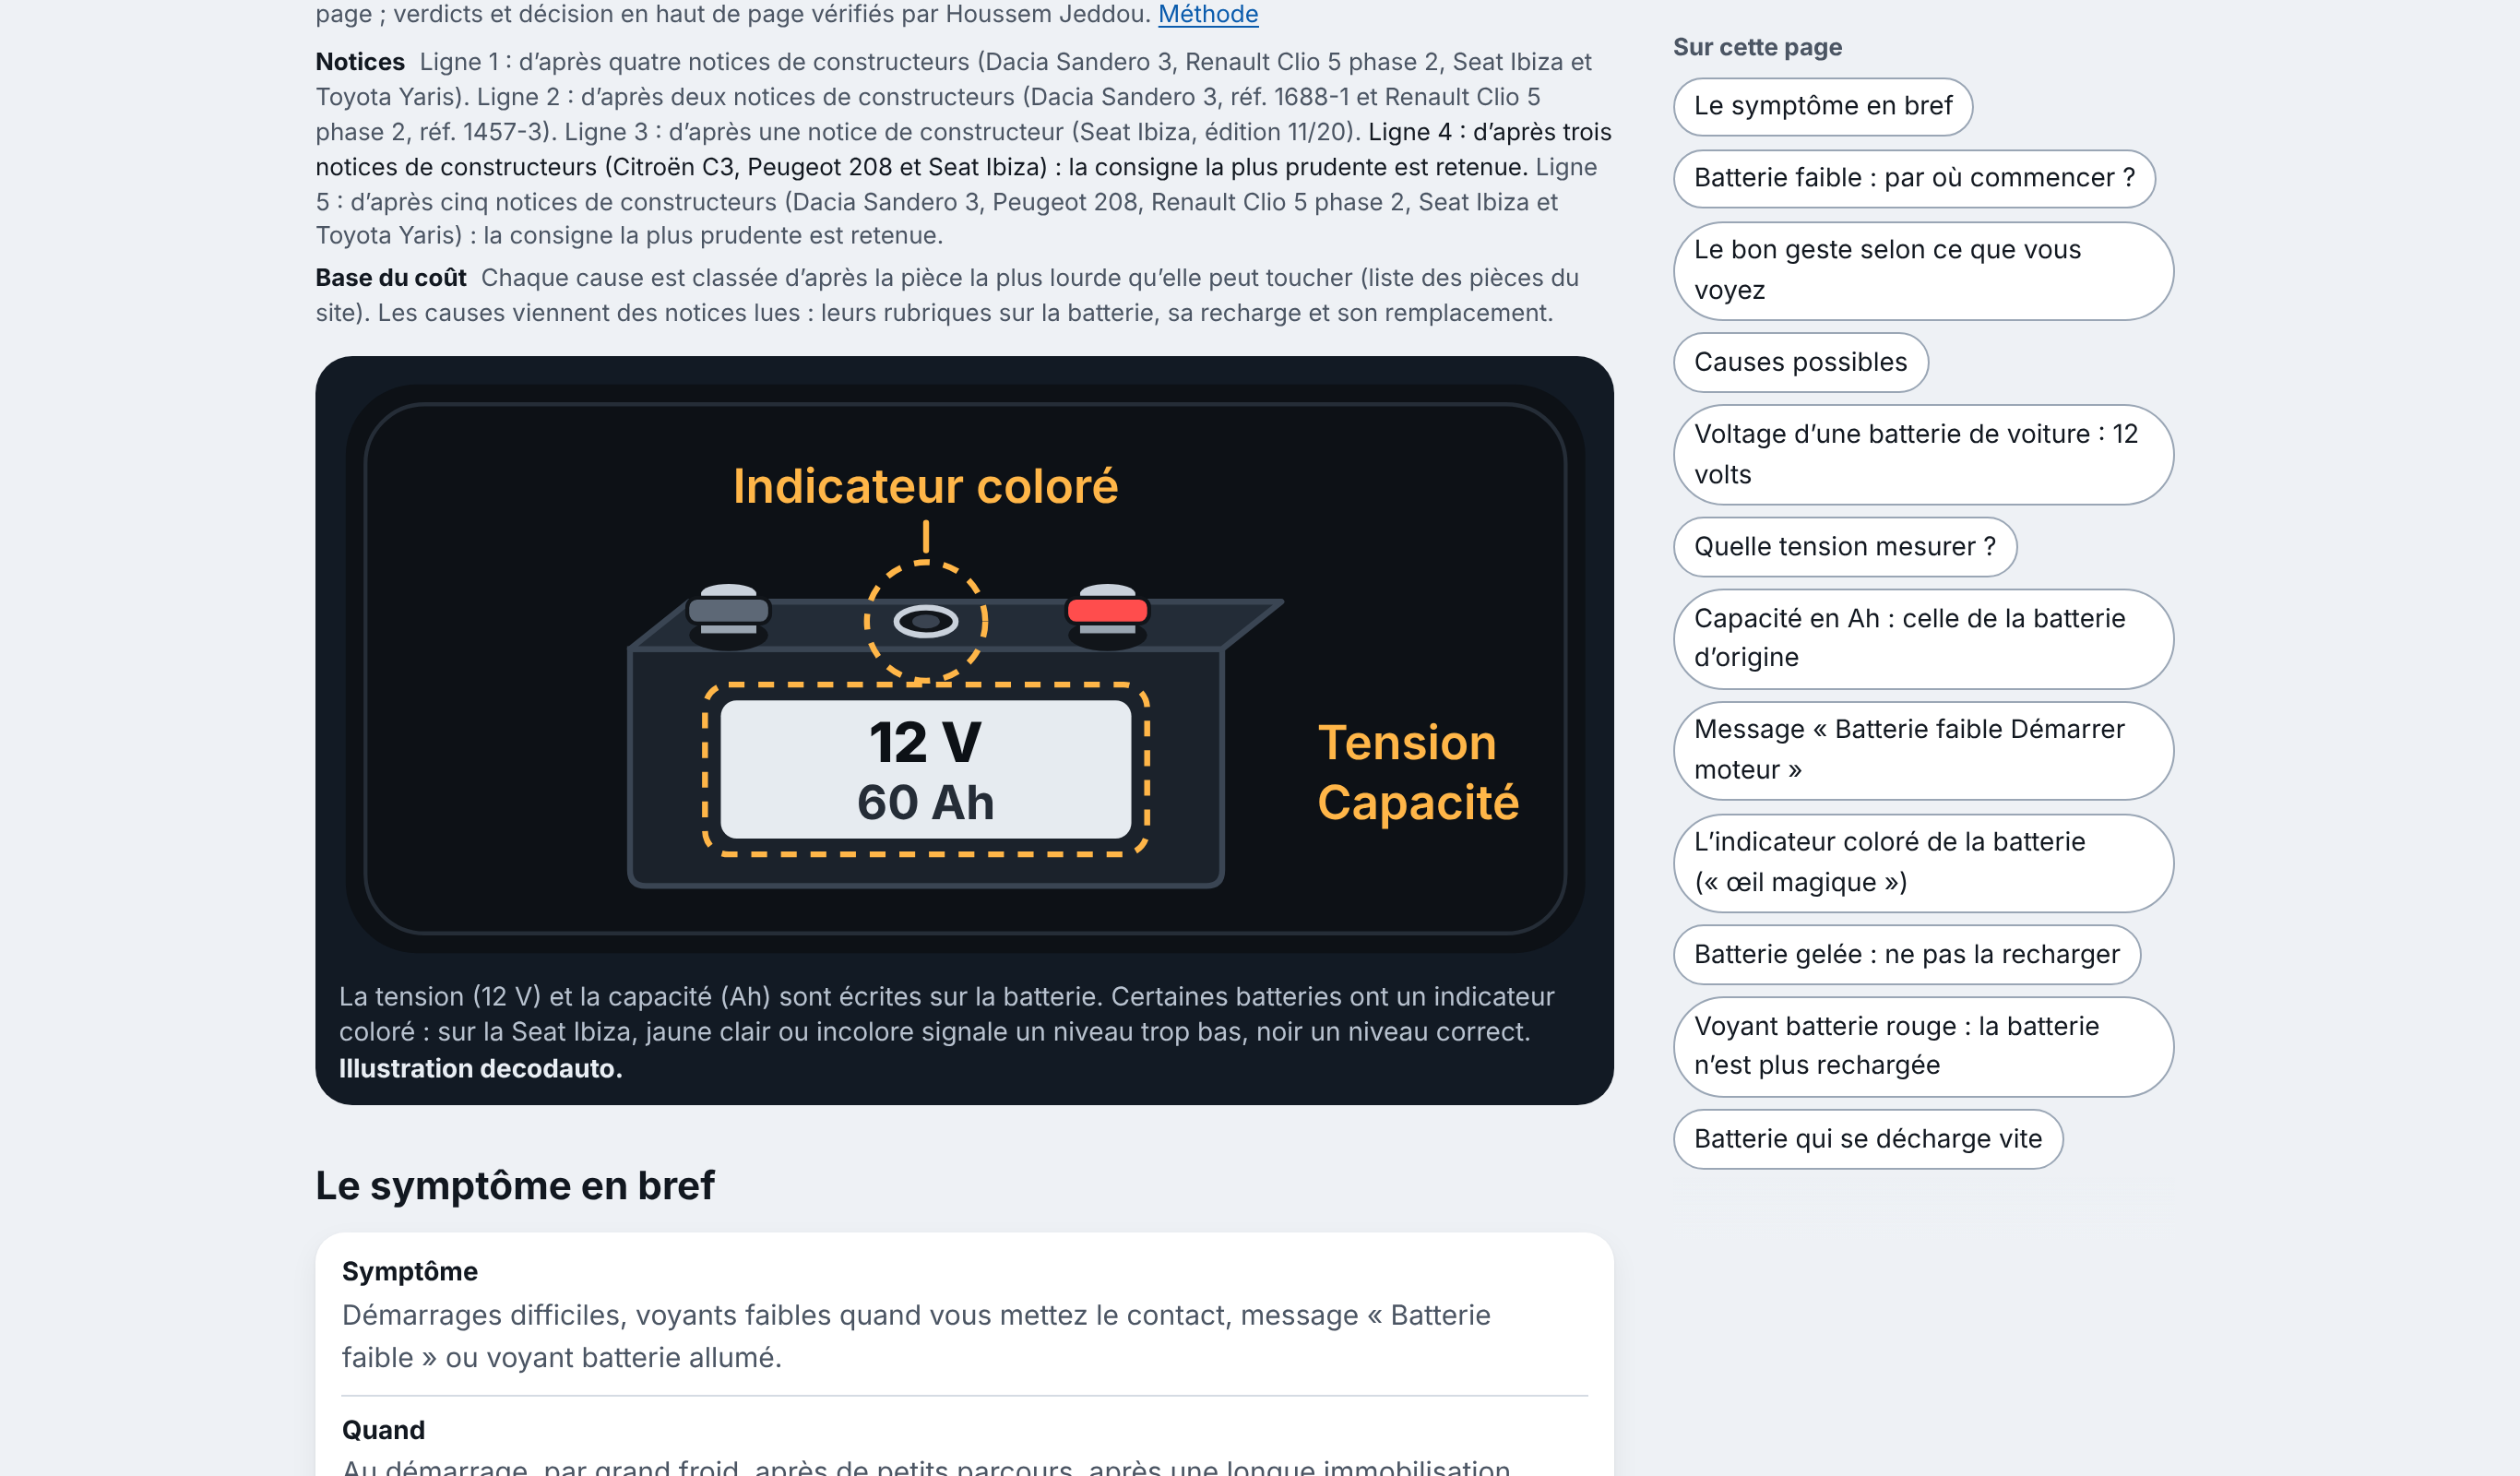 page ; verdicts et décision en haut de page vérifiés par Houssem Jeddou. Méthode
Notices Ligne 1 : d’après quatre notices de constructeurs (Dacia Sandero 3, Renault Clio 5 phase 2, Seat Ibiza et
Toyota Yaris). Ligne 2 : d’après deux notices de constructeurs (Dacia Sandero 3, réf. 1688-1 et Renault Clio 5
phase 2, réf. 1457-3). Ligne 3 : d’après une notice de constructeur (Seat Ibiza, édition 11/20). Ligne 4 : d’après trois
notices de constructeurs (Citroën C3, Peugeot 208 et Seat Ibiza) : la consigne la plus prudente est retenue. Ligne
5 : d’après cinq notices de constructeurs (Dacia Sandero 3, Peugeot 208, Renault Clio 5 phase 2, Seat Ibiza et
Toyota Yaris) : la consigne la plus prudente est retenue.
Base du coût Chaque cause est classée d’après la pièce la plus lourde qu’elle peut toucher (liste des pièces du
site). Les causes viennent des notices lues : leurs rubriques sur la batterie, sa recharge et son remplacement.
Indicateur coloré
12 V
60 Ah
Tension
Capacité
La tension (12 V) et la capacité (Ah) sont écrites sur la batterie. Certaines batteries ont un indicateur
coloré : sur la Seat Ibiza, jaune clair ou incolore signale un niveau trop bas, noir un niveau correct.
Illustration decodauto.
Le symptôme en bref
Symptôme
Démarrages difficiles, voyants faibles quand vous mettez le contact, message « Batterie
faible » ou voyant batterie allumé.
Quand
Au démarrage, par grand froid, après de petits parcours, après une longue immobilisation
Sur cette page
Le symptôme en bref
Batterie faible : par où commencer ?
Le bon geste selon ce que vous
voyez
Causes possibles
Voltage d’une batterie de voiture : 12
volts
Quelle tension mesurer ?
Capacité en Ah : celle de la batterie
d’origine
Message « Batterie faible Démarrer
moteur »
L’indicateur coloré de la batterie
(« œil magique »)
Batterie gelée : ne pas la recharger
Voyant batterie rouge : la batterie
n’est plus rechargée
Batterie qui se décharge vite